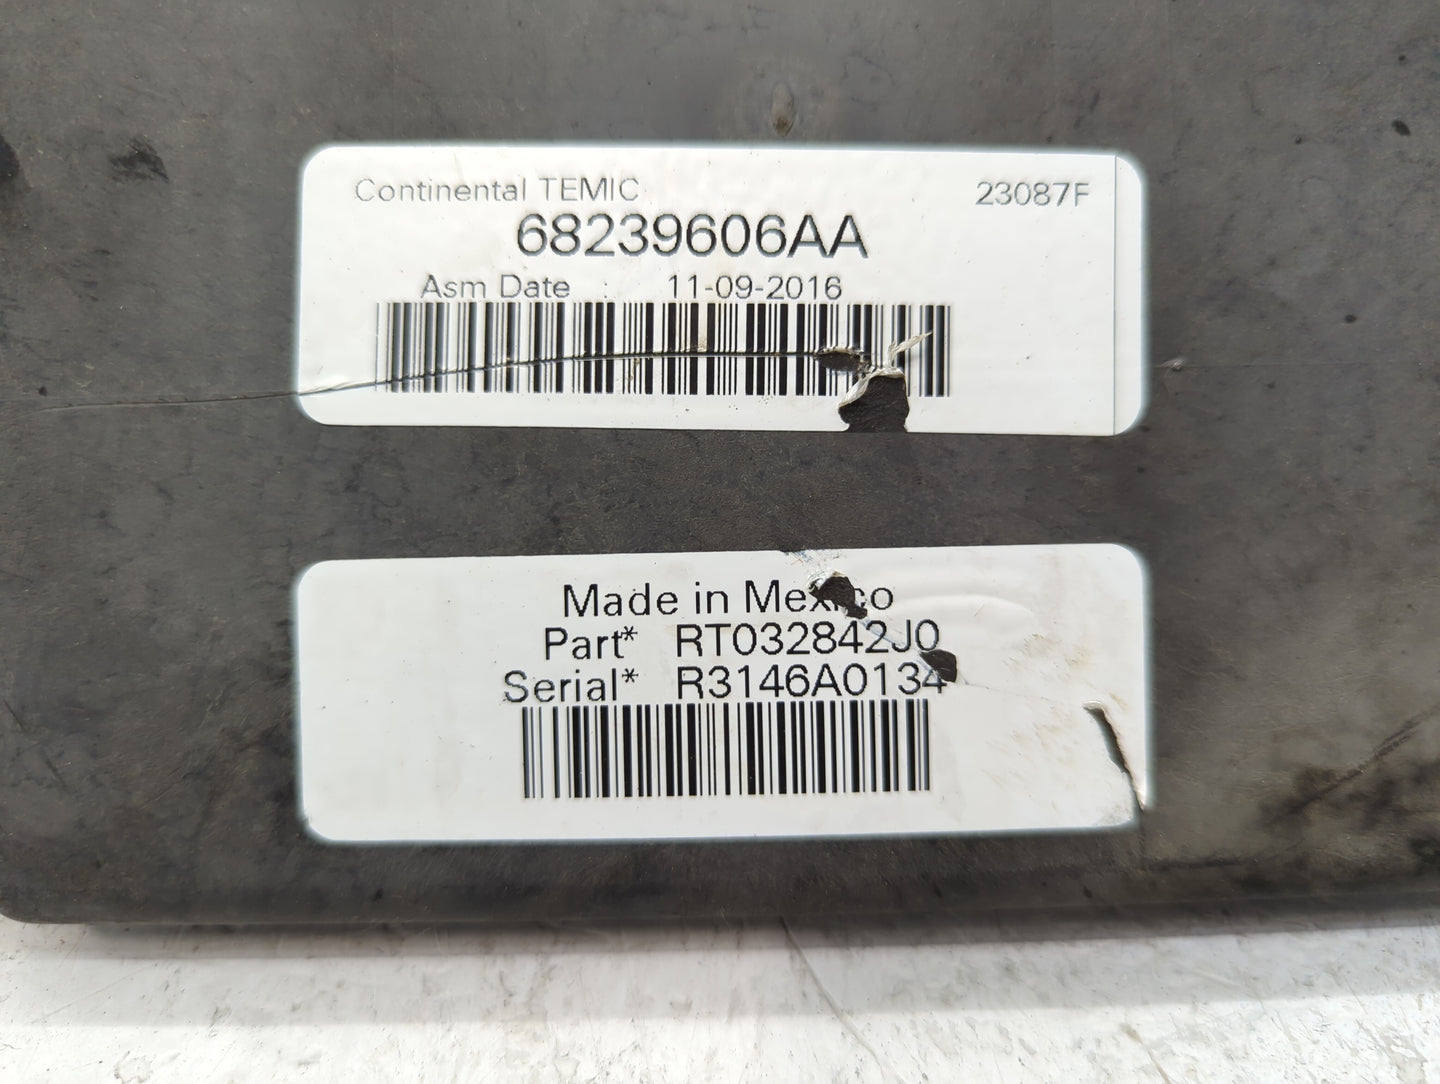 Continental TEMIC 23087F
68239606AA
Asm Date : 11-09-2016
Made in Mexico
Part* RT032842J0
Serial* R3146A0134